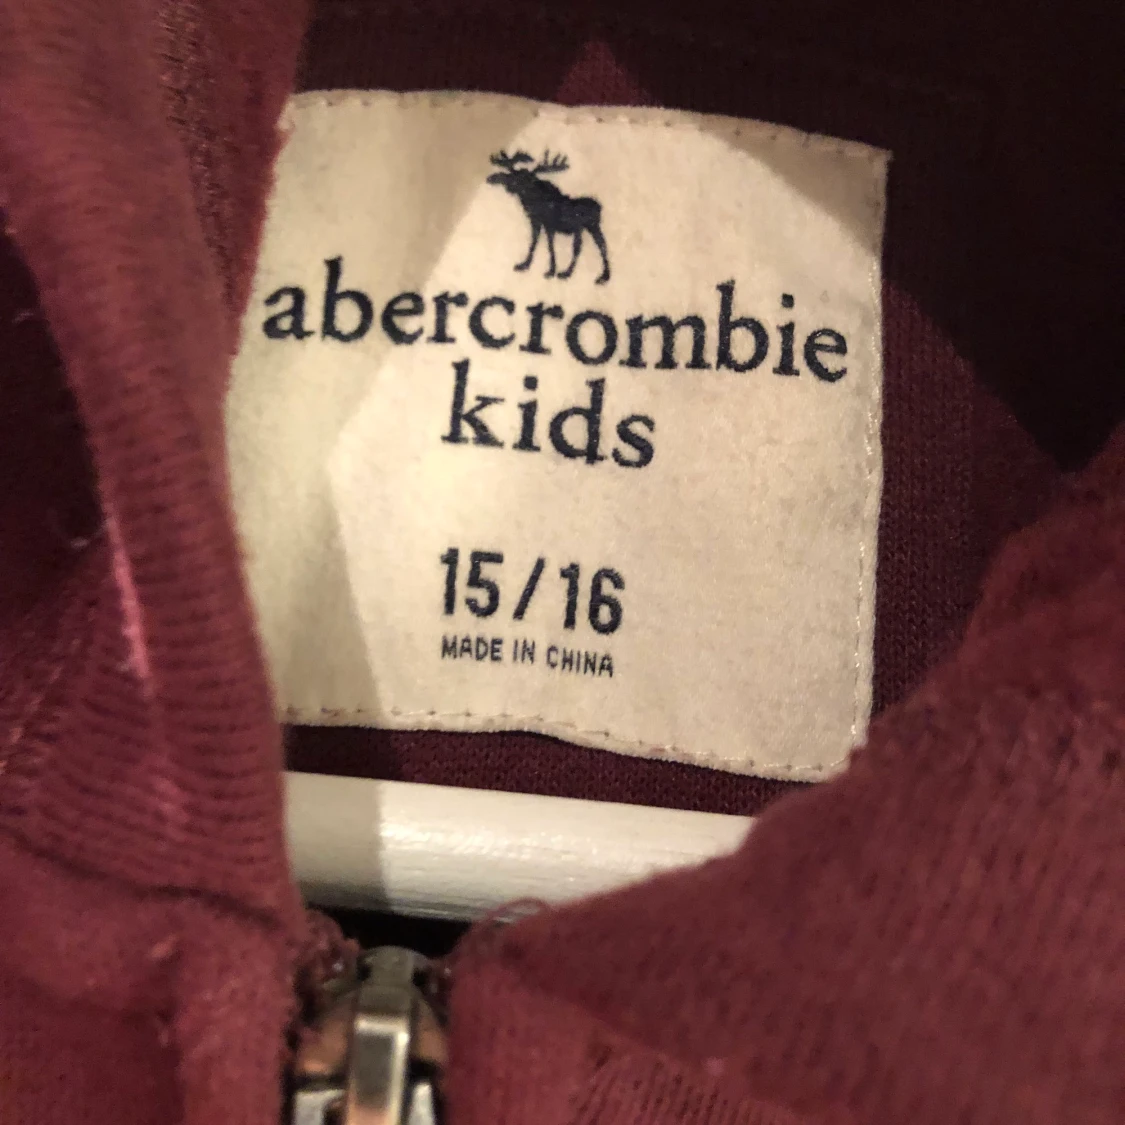 abercrombie
kids
15/16
MADE IN CHINA